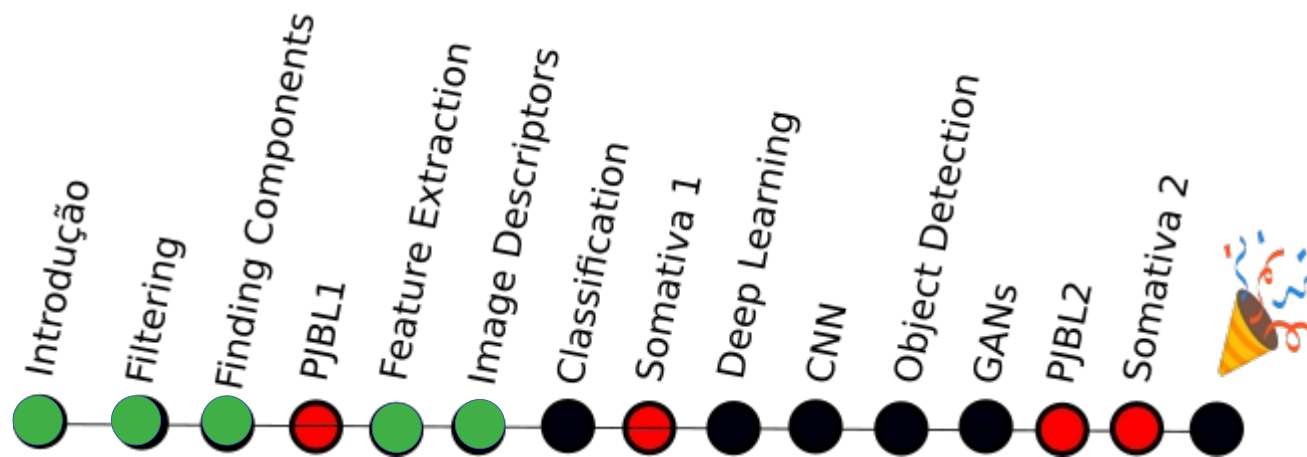 Introdução
Filtering
Finding Components
PJBL1
Feature Extraction
Image Descriptors
Classification
Somativa 1
Deep Learning
CNN
Object Detection
GANs
PJBL2
Somativa 2